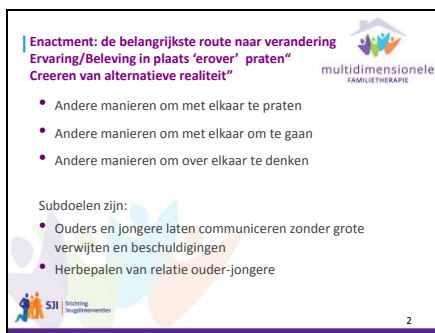 Enactment: de belangrijkste route naar verandering
Ervaring/Beleving in plaats ‘erover’ praten“
Creeren van alternatieve realiteit”
multidimensionele
FAMILIETHERAPIE
• Andere manieren om met elkaar te praten
• Andere manieren om met elkaar om te gaan
• Andere manieren om over elkaar te denken
Subdoelen zijn:
• Ouders en jongere laten communiceren zonder grote
verwijten en beschuldigingen
• Herbepalen van relatie ouder-jongere
SJI Stichting
Jeugdinterventies
2